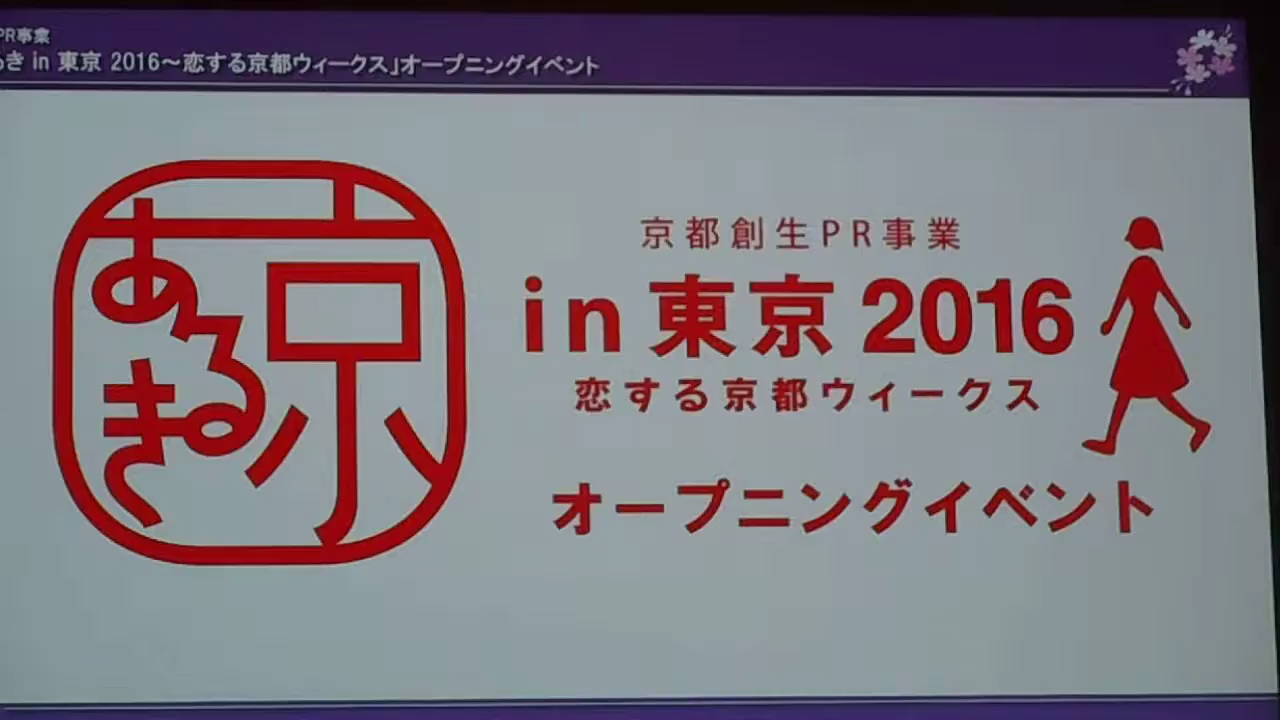 PR事業
き in 東京 2016～恋する京都ウィークス」オープニングイベント
京あるき
京都創生PR事業
in 東京 2016
恋する京都ウィークス
オープニングイベント